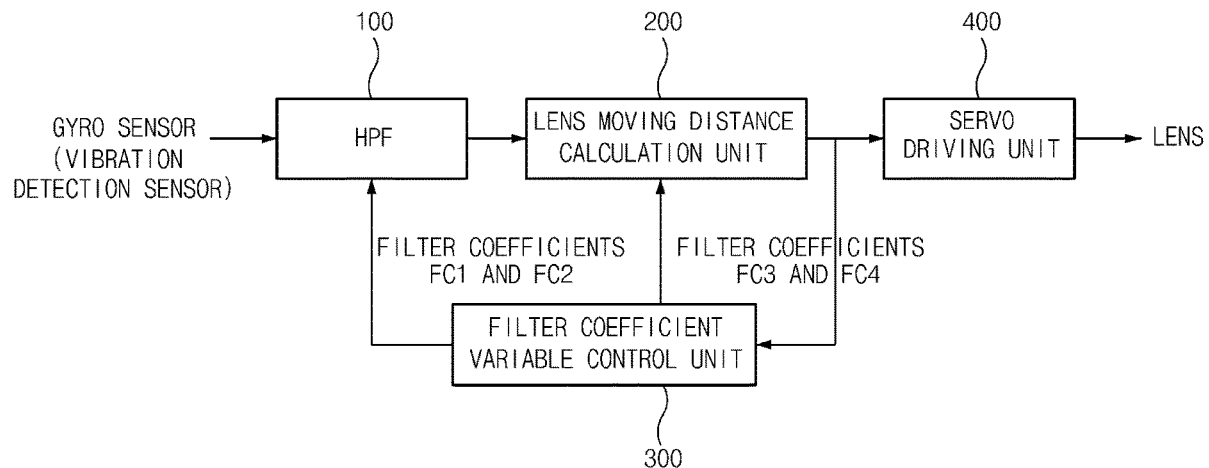 100
200
400
GYRO SENSOR
(VIBRATION
DETECTION SENSOR)
HPF
LENS MOVING DISTANCE
CALCULATION UNIT
SERVO
DRIVING UNIT
LENS
FILTER COEFFICIENTS
FC1 AND FC2
FILTER COEFFICIENTS
FC3 AND FC4
FILTER COEFFICIENT
VARIABLE CONTROL UNIT
300